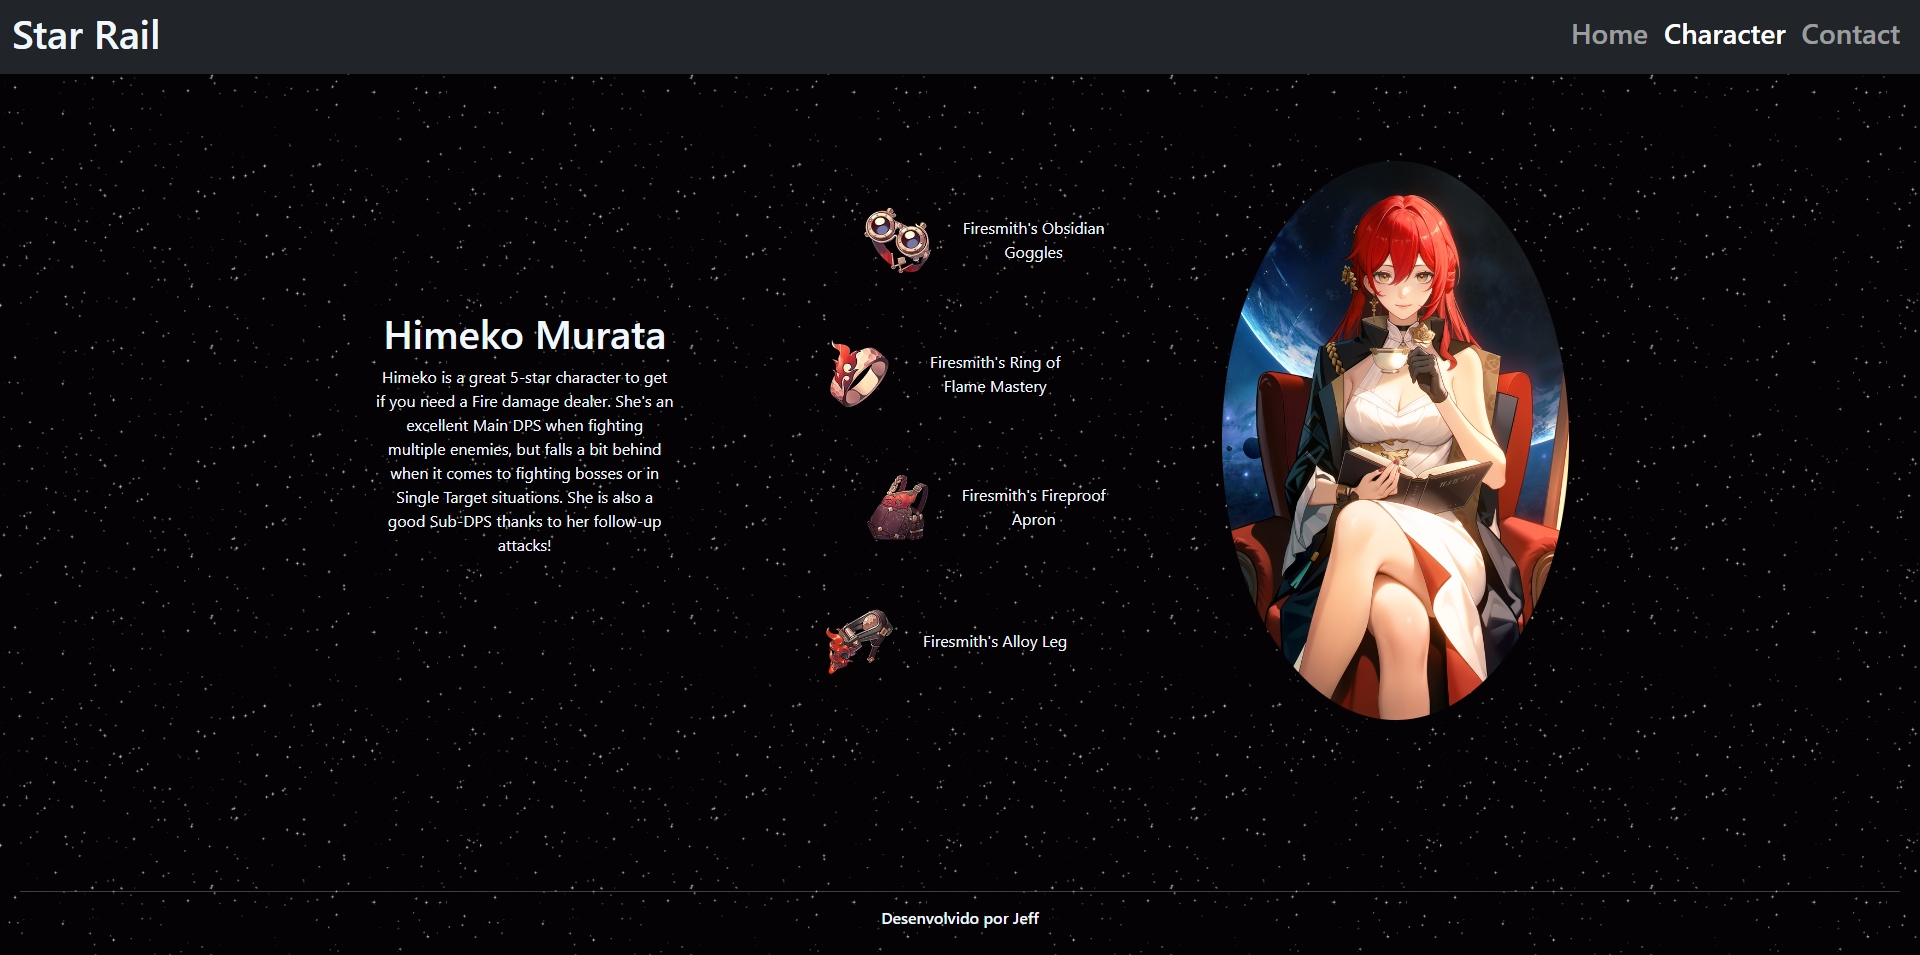 Star Rail
Home Character Contact
Himeko Murata
Himeko is a great 5-star character to get
if you need a Fire damage dealer. She's an
excellent Main DPS when fighting
multiple enemies, but falls a bit behind
when it comes to fighting bosses or in
Single Target situations. She is also a
good Sub-DPS thanks to her follow-up
attacks!
Firesmith's Obsidian
Goggles
Firesmith's Ring of
Flame Mastery
Firesmith's Fireproof
Apron
Firesmith's Alloy Leg
Desenvolvido por Jeff